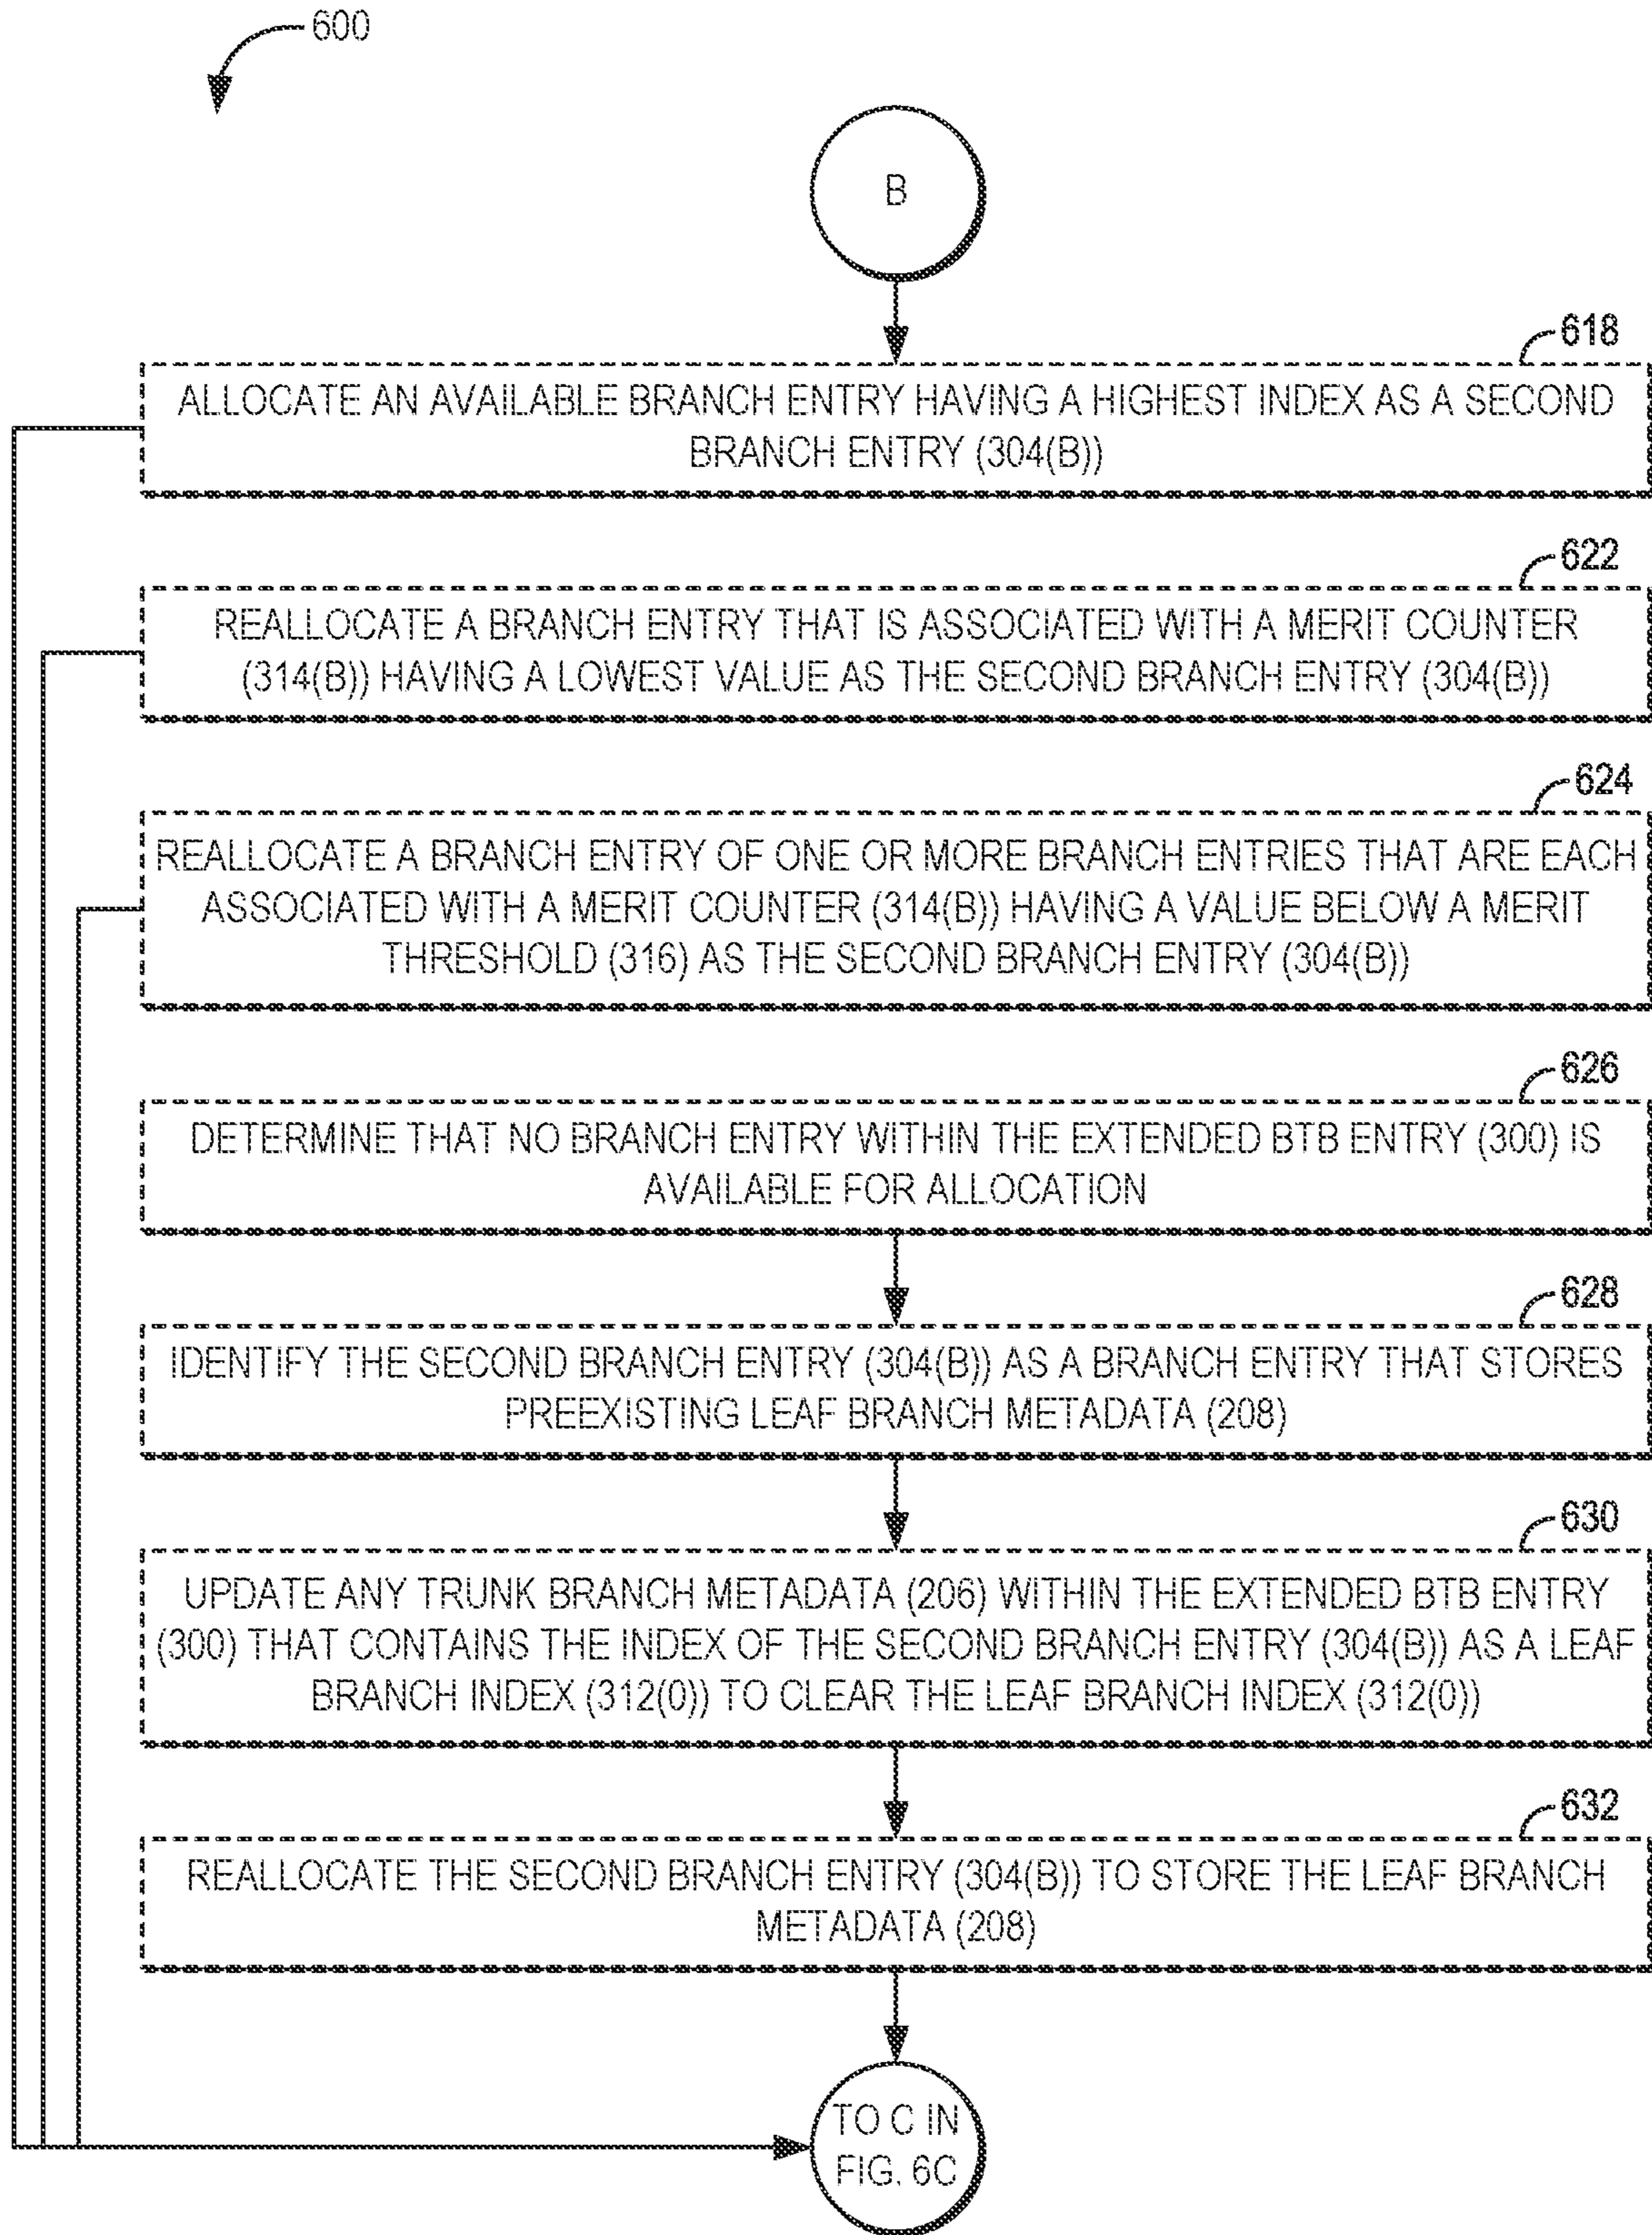 600
B
618
ALLOCATE AN AVAILABLE BRANCH ENTRY HAVING A HIGHEST INDEX AS A SECOND
BRANCH ENTRY (304(B))
622
REALLOCATE A BRANCH ENTRY THAT IS ASSOCIATED WITH A MERIT COUNTER
(314(B)) HAVING A LOWEST VALUE AS THE SECOND BRANCH ENTRY (304(B))
624
REALLOCATE A BRANCH ENTRY OF ONE OR MORE BRANCH ENTRIES THAT ARE EACH
ASSOCIATED WITH A MERIT COUNTER (314(B)) HAVING A VALUE BELOW A MERIT
THRESHOLD (316) AS THE SECOND BRANCH ENTRY (304(B))
626
DETERMINE THAT NO BRANCH ENTRY WITHIN THE EXTENDED BTB ENTRY (300) IS
AVAILABLE FOR ALLOCATION
628
IDENTIFY THE SECOND BRANCH ENTRY (304(B)) AS A BRANCH ENTRY THAT STORES
PREEXISTING LEAF BRANCH METADATA (208)
630
UPDATE ANY TRUNK BRANCH METADATA (206) WITHIN THE EXTENDED BTB ENTRY
(300) THAT CONTAINS THE INDEX OF THE SECOND BRANCH ENTRY (304(B)) AS A LEAF
BRANCH INDEX (312(0)) TO CLEAR THE LEAF BRANCH INDEX (312(0))
632
REALLOCATE THE SECOND BRANCH ENTRY (304(B)) TO STORE THE LEAF BRANCH
METADATA (208)
TO C IN
FIG. 6C